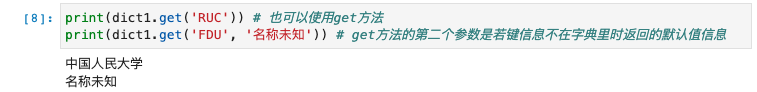 [8]: print(dict1.get('RUC')) # 也可以使用get方法
print(dict1.get('FDU', '名称未知')) # get方法的第二个参数是若键信息不在字典里时返回的默认值信息
中国人民大学
名称未知